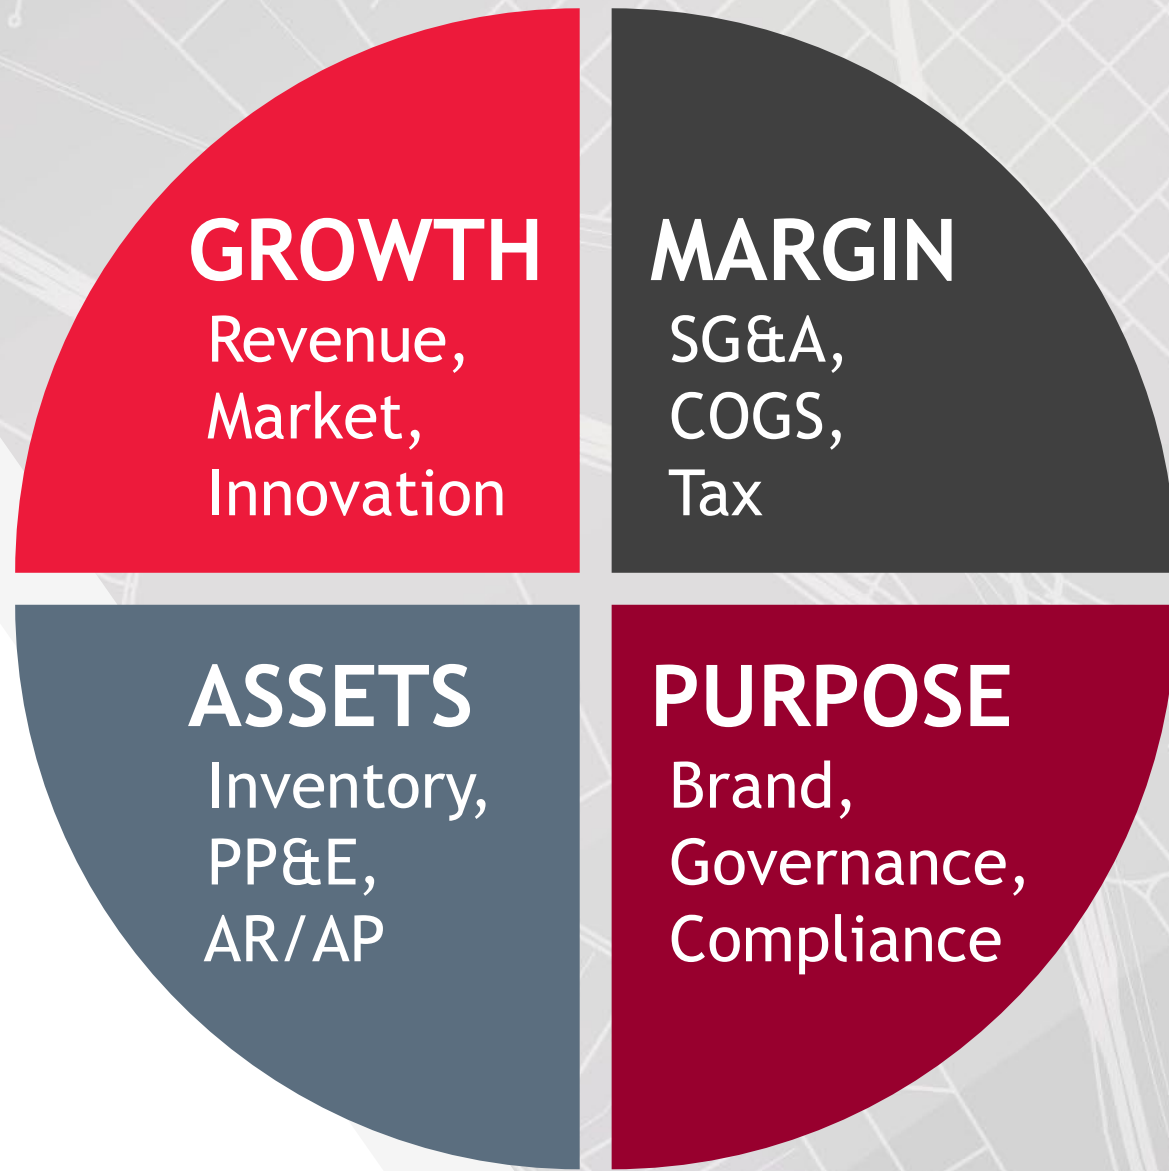 GROWTH
Revenue,
Market,
Innovation
MARGIN
SG&A,
COGS,
Tax
ASSETS
Inventory,
PP&E,
AR/AP
PURPOSE
Brand,
Governance,
Compliance